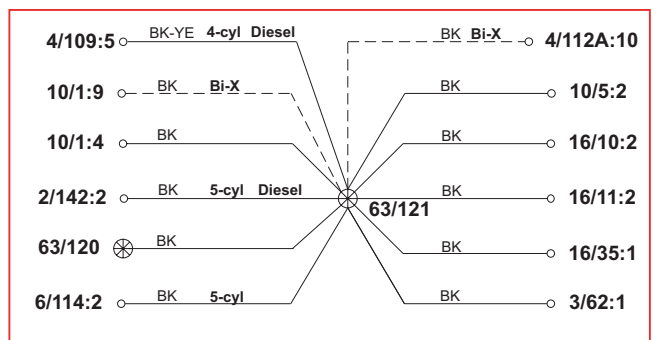 4/109:5 BK-YE 4-cyl Diesel BK Bi-X 4/112A:10
10/1:9 BK Bi-X BK 10/5:2
10/1:4 BK BK 16/10:2
2/142:2 BK 5-cyl Diesel 63/121 BK 16/11:2
63/120 BK BK 16/35:1
6/114:2 BK 5-cyl BK 3/62:1